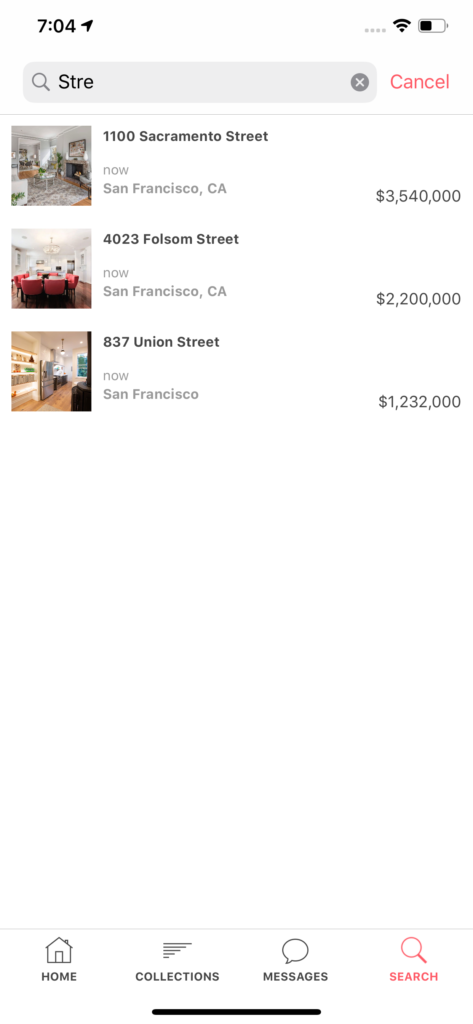 7:04
Stre
Cancel
1100 Sacramento Street
now
San Francisco, CA
$3,540,000
4023 Folsom Street
now
San Francisco, CA
$2,200,000
837 Union Street
now
San Francisco
$1,232,000
HOME
COLLECTIONS
MESSAGES
SEARCH